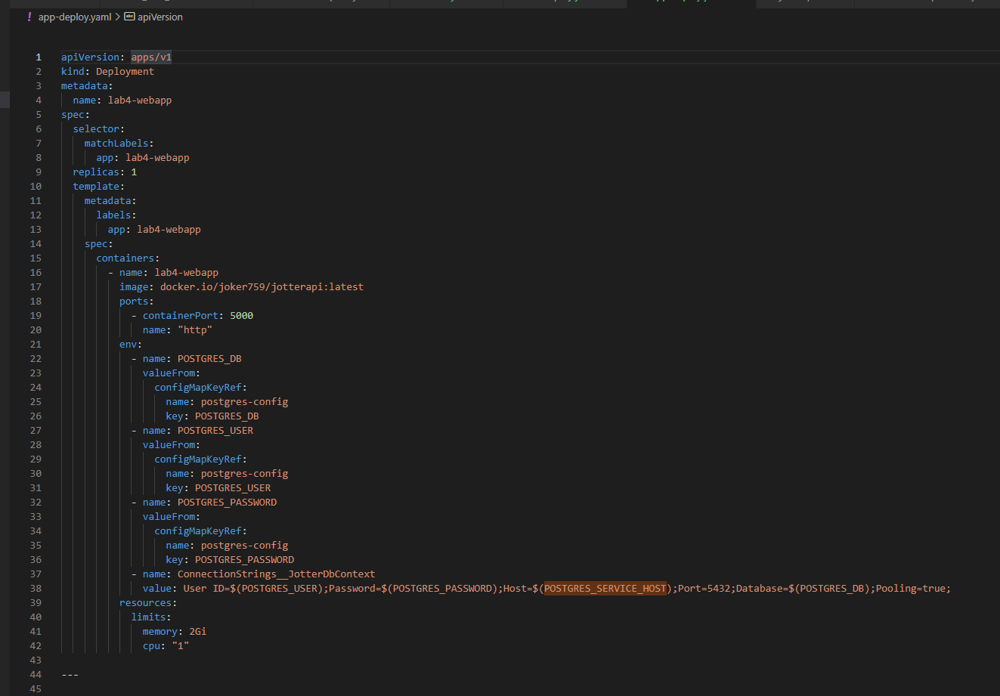 ! app-deploy.yaml > abc apiVersion
1 apiVersion: apps/v1
2 kind: Deployment
3 metadata:
4   name: lab4-webapp
5 spec:
6   selector:
7     matchLabels:
8       app: lab4-webapp
9   replicas: 1
10   template:
11     metadata:
12       labels:
13         app: lab4-webapp
14     spec:
15       containers:
16         - name: lab4-webapp
17           image: docker.io/joker759/jotterapi:latest
18           ports:
19             - containerPort: 5000
20               name: "http"
21           env:
22             - name: POSTGRES_DB
23               valueFrom:
24                 configMapKeyRef:
25                   name: postgres-config
26                   key: POSTGRES_DB
27             - name: POSTGRES_USER
28               valueFrom:
29                 configMapKeyRef:
30                   name: postgres-config
31                   key: POSTGRES_USER
32             - name: POSTGRES_PASSWORD
33               valueFrom:
34                 configMapKeyRef:
35                   name: postgres-config
36                   key: POSTGRES_PASSWORD
37             - name: ConnectionStrings__JotterDbContext
38               value: User ID=$(POSTGRES_USER);Password=$(POSTGRES_PASSWORD);Host=$(POSTGRES_SERVICE_HOST);Port=5432;Database=$(POSTGRES_DB);Pooling=true;
39           resources:
40             limits:
41               memory: 2Gi
42               cpu: "1"
43
44 ---
45